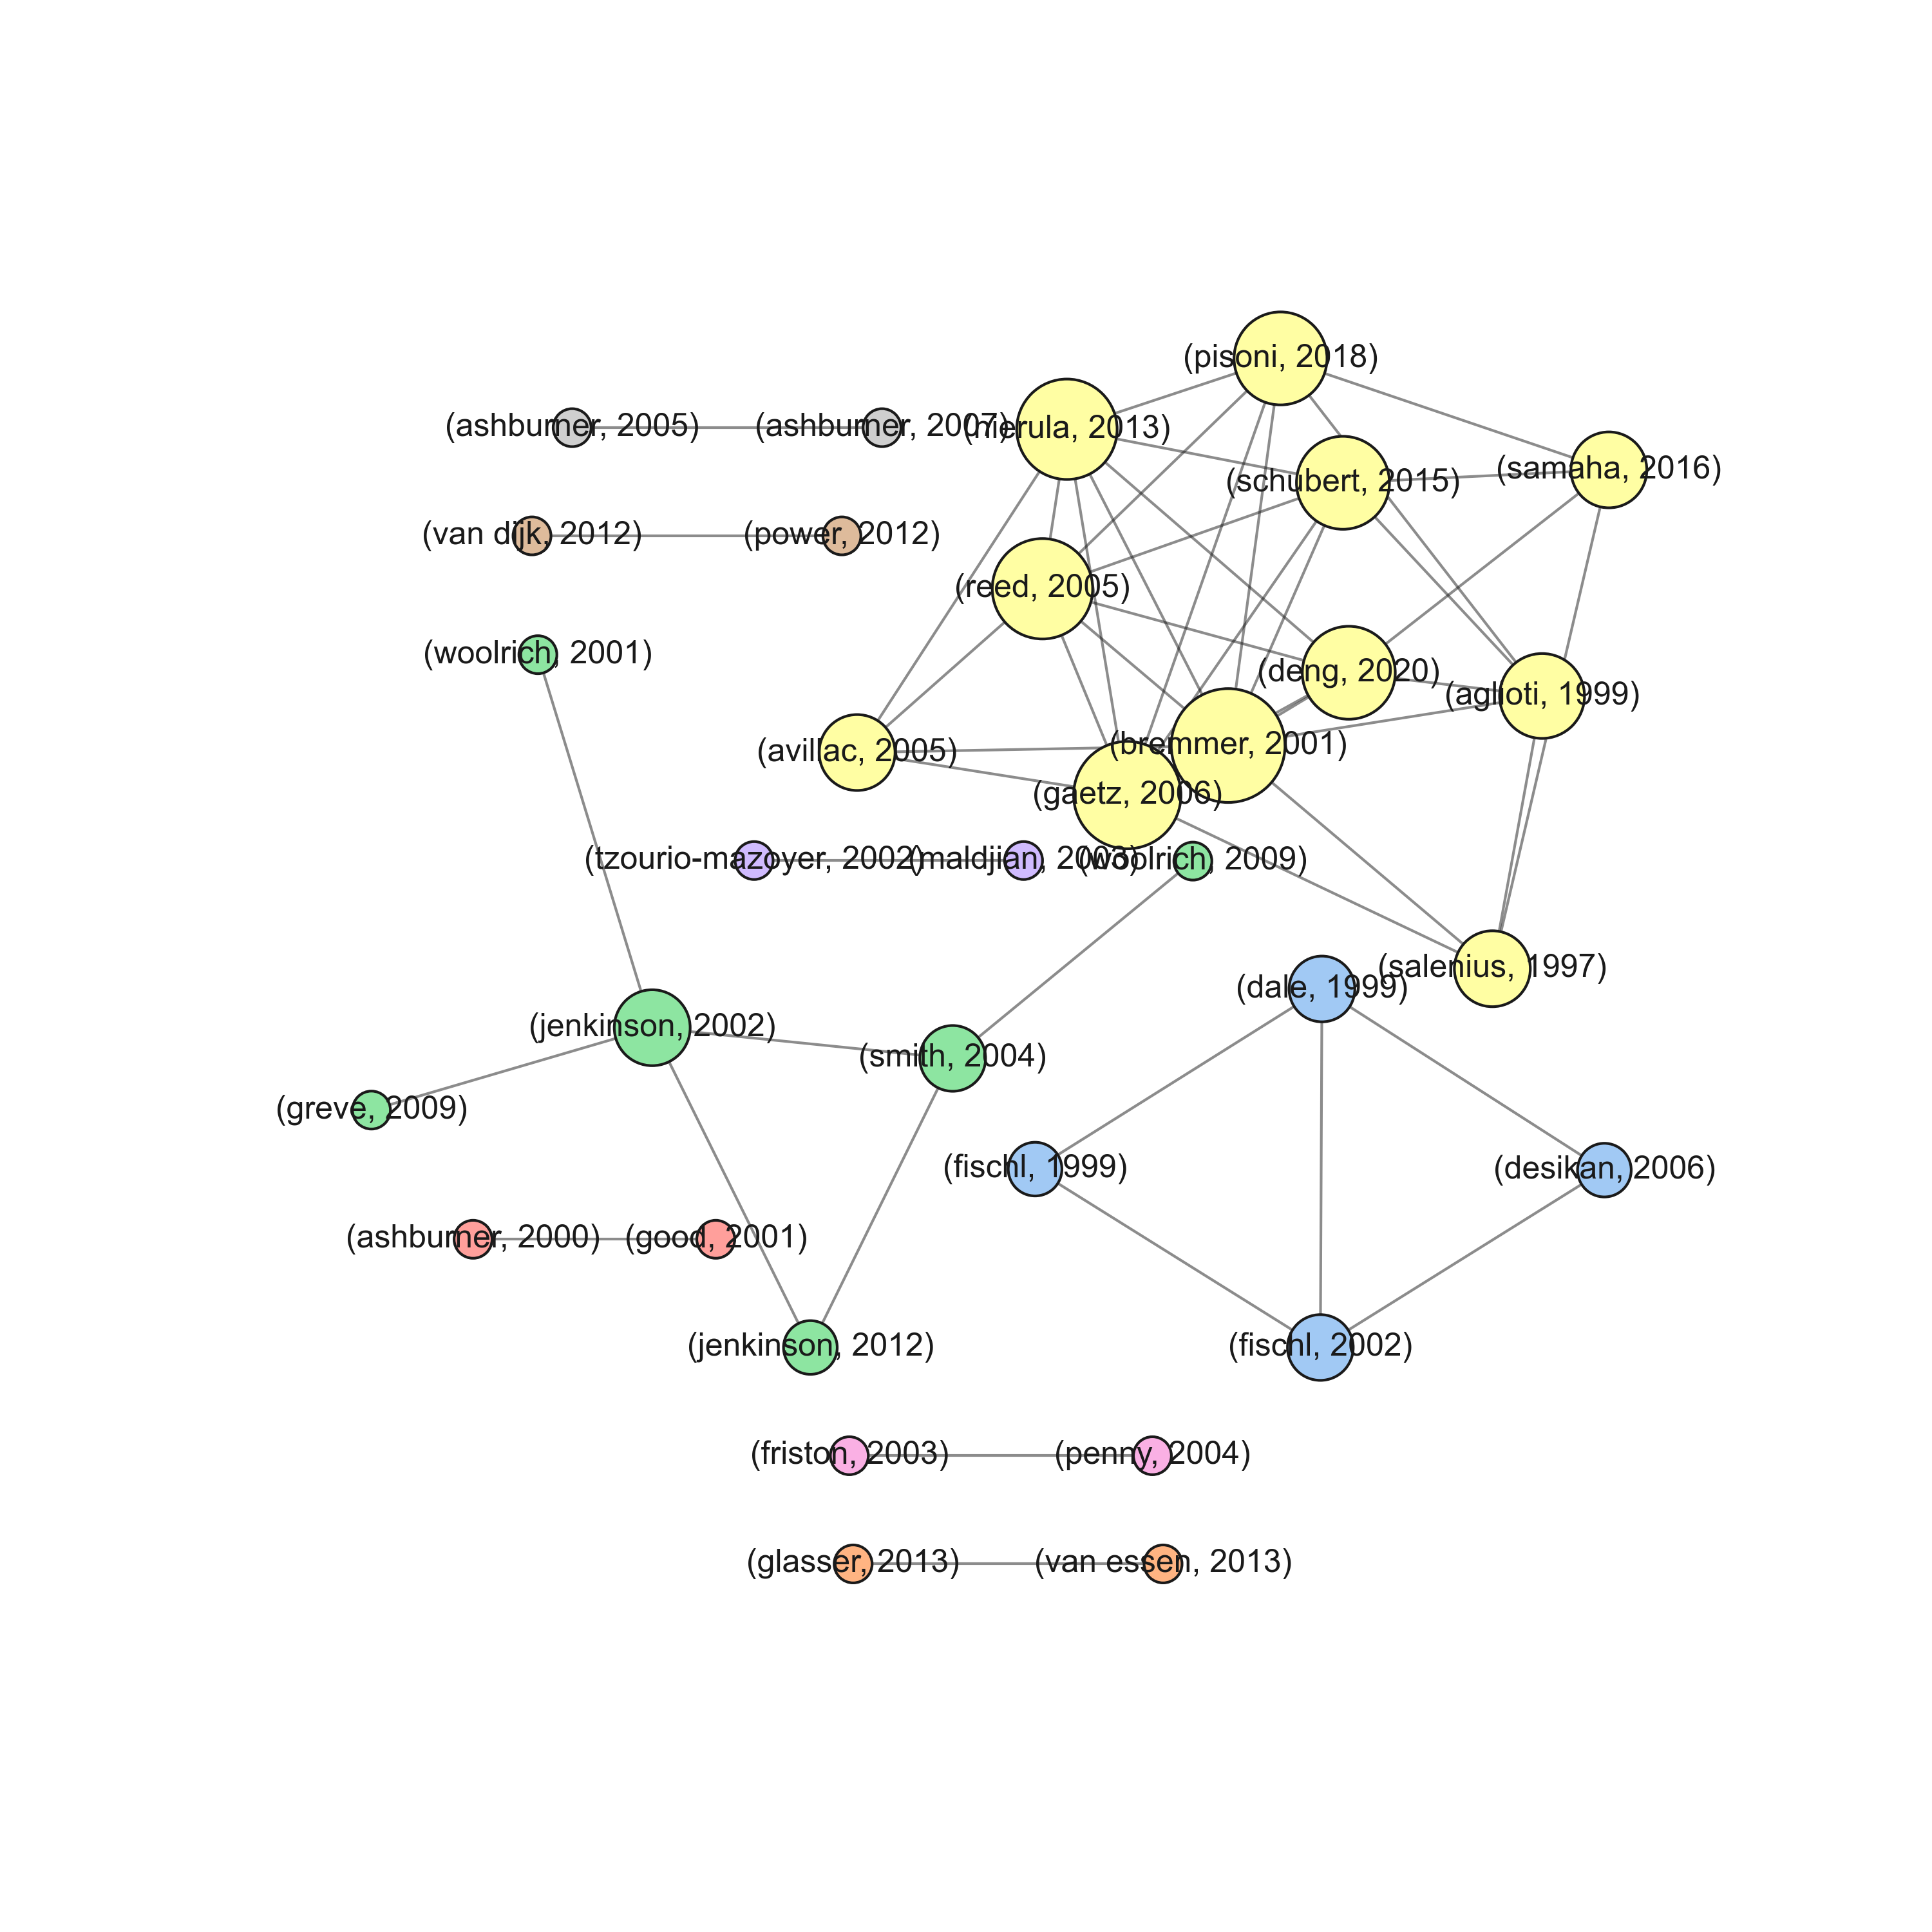 (pisoni, 2018)
(ashburner, 2005)
(ashburner, 2007)
(nierula, 2013)
(schubert, 2015)
(samaha, 2016)
(van dijk, 2012)
(power, 2012)
(reed, 2005)
(woolrich, 2001)
(deng, 2020)
(aglioti, 1999)
(avillac, 2005)
(bremmer, 2001)
(gaetz, 2006)
(tzourio-mazoyer, 2002)
(maldjian, 2003)
(woolrich, 2009)
(salenius, 1997)
(dale, 1999)
(jenkinson, 2002)
(smith, 2004)
(greve, 2009)
(fischl, 1999)
(desikan, 2006)
(ashburner, 2000)
(good, 2001)
(jenkinson, 2012)
(fischl, 2002)
(friston, 2003)
(penny, 2004)
(glasser, 2013)
(van essen, 2013)